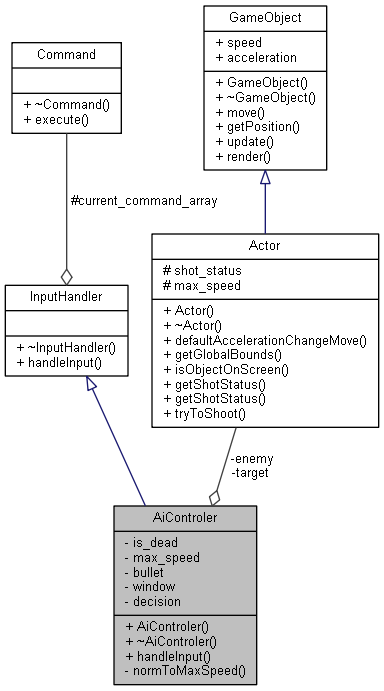 GameObject
+ speed
+ acceleration
+ GameObject()
+ ~GameObject()
+ move()
+ getPosition()
+ update()
+ render()
Command
+ ~Command()
+ execute()
#current_command_array
Actor
# shot_status
# max_speed
+ Actor()
+ ~Actor()
+ defaultAccelerationChangeMove()
+ getGlobalBounds()
+ isObjectOnScreen()
+ getShotStatus()
+ getShotStatus()
+ tryToShoot()
InputHandler
+ ~InputHandler()
+ handleInput()
-enemy
-target
AiControler
- is_dead
- max_speed
- bullet
- window
- decision
+ AiControler()
+ ~AiControler()
+ handleInput()
- normToMaxSpeed()